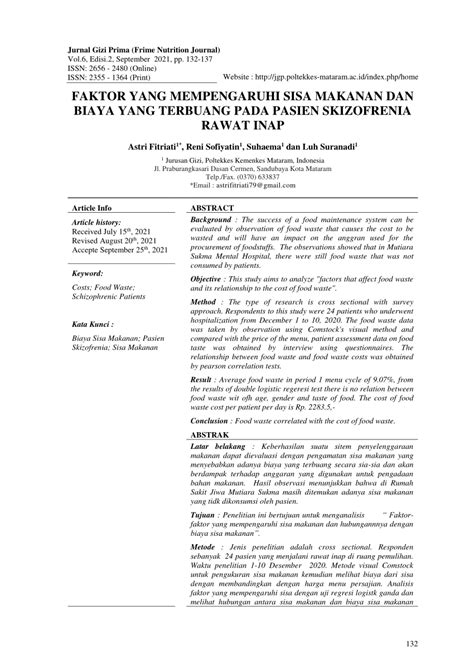 Jurnal Gizi Prima (Frime Nutrition Journal)
Vol.6, Edisi.2, September 2021, pp. 132-137
ISSN: 2656 - 2480 (Online)
ISSN: 2355 - 1364 (Print)
Website : http://jgp.poltekkes-mataram.ac.id/index.php/home
FAKTOR YANG MEMPENGARUHI SISA MAKANAN DAN
BIAYA YANG TERBUANG PADA PASIEN SKIZOFRENIA
RAWAT INAP
Astri Fitriati1*, Reni Sofiyatin1, Suhaema1 dan Luh Suranadi1
1 Jurusan Gizi, Poltekkes Kemenkes Mataram, Indonesia
Jl. Praburangkasari Dasan Cermen, Sandubaya Kota Mataram
Telp./Fax. (0370) 633837
*Email : astrifitriati79@gmail.com
Article Info
Article history:
Received July 15th, 2021
Revised August 20th, 2021
Accepte September 25th, 2021
Keyword:
Costs; Food Waste;
Schizophrenic Patients
Kata Kunci :
Biaya Sisa Makanan; Pasien
Skizofrenia; Sisa Makanan
ABSTRACT
Background : The success of a food maintenance system can be
evaluated by observation of food waste that causes the cost to be
wasted and will have an impact on the anggran used for the
procurement of foodstuffs. The observations showed that in Mutiara
Sukma Mental Hospital, there were still food waste that was not
consumed by patients.
Objective : This study aims to analyze "factors that affect food waste
and its relationship to the cost of food waste".
Method : The type of research is cross sectional with survey
approach. Respondents to this study were 24 patients who underwent
hospitalization from December 1 to 10, 2020. The food waste data
was taken by observation using Comstock's visual method and
compared with the price of the menu, patient assessment data on food
taste was obtained by interview using questionnaires. The
relationship between food waste and food waste costs was obtained
by pearson correlation tests.
Result : Average food waste in period 1 menu cycle of 9.07%, from
the results of double logistic regeresi test there is no relation between
food waste wit ofh age, gender and taste of food. The cost of food
waste cost per patient per day is Rp. 2283.5,-
Conclusion : Food waste correlated with the cost of food waste.
ABSTRAK
Latar belakang : Keberhasilan suatu sitem penyelenggaraan
makanan dapat dievaluasi dengan pengamatan sisa makanan yang
menyebabkan adanya biaya yang terbuang secara sia-sia dan akan
berdampak terhadap anggaran yang digunakan untuk pengadaan
bahan makanan. Hasil observasi menunjukkan bahwa di Rumah
Sakit Jiwa Mutiara Sukma masih ditemukan adanya sisa makanan
yang tidk dikonsumsi oleh pasien.
Tujuan : Penelitian ini bertujuan untuk menganalisis " Faktor-
faktor yang mempengaruhi sisa makanan dan hubungannnya dengan
biaya sisa makanan".
Metode : Jenis penelitian adalah cross sectional. Responden
sebanyak 24 pasien yang menjalani rawat inap di ruang pemulihan.
Waktu penelitian 1-10 Desember 2020. Metode visual Comstock
untuk pengukuran sisa makanan kemudian melihat biaya dari sisa
dengan membandingkan dengan harga menu persajian. Analisis
faktor yang mempengaruhi sisa dengan uji regresi logistk ganda dan
melihat hubungan antara sisa makanan dan biaya sisa makanan
132